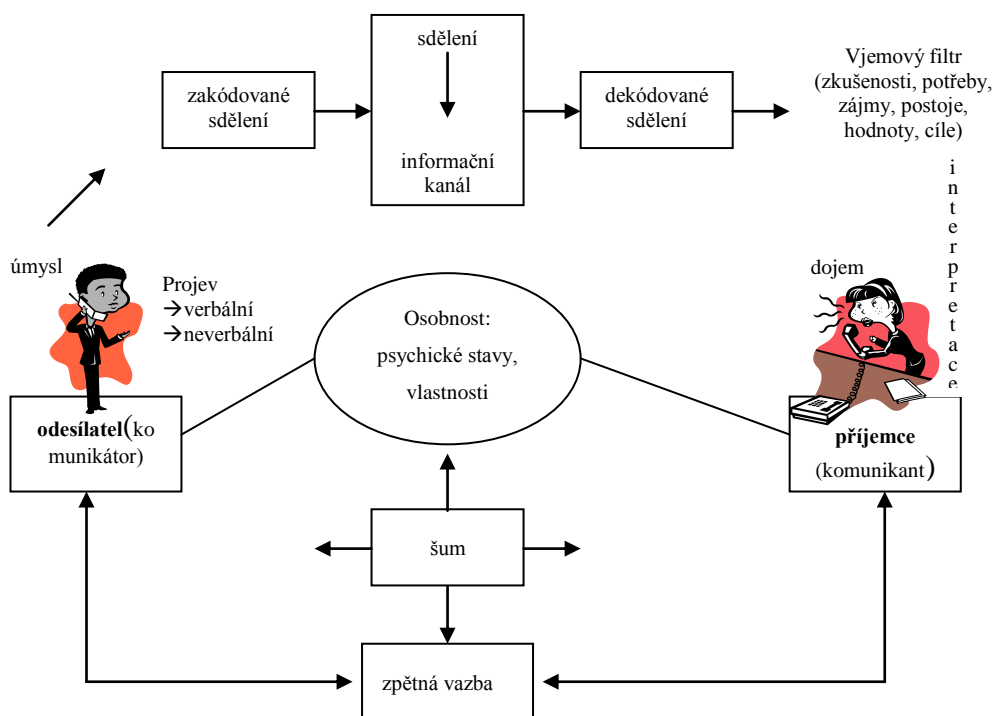 sdělení
zakódované
sdělení
informační
kanál
dekódované
sdělení
Vjemový filtr
(zkušenosti, potřeby,
zájmy, postoje,
hodnoty, cíle)
interpretace
úmysl
Projev
→verbální
→neverbální
Osobnost:
psychické stavy,
vlastnosti
dojem
odesílatel(ko
munikátor)
příjemce
(komunikant)
šum
zpětná vazba